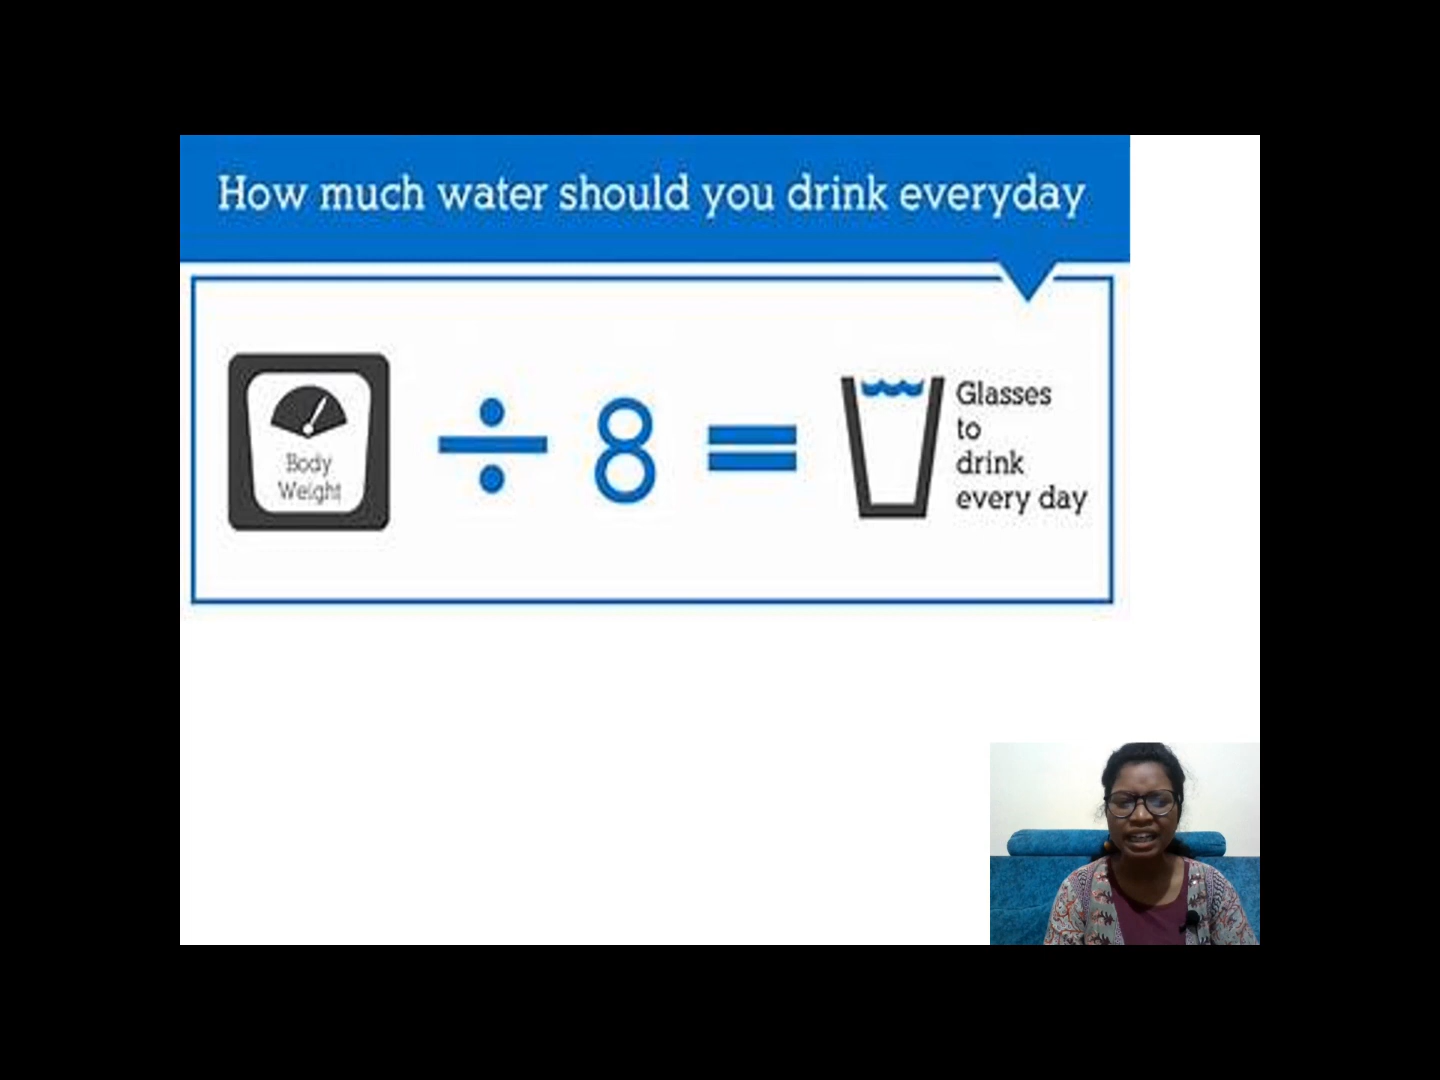 How much water should you drink everyday
Body
Weight
÷ 8 =
Glasses
to
drink
every day